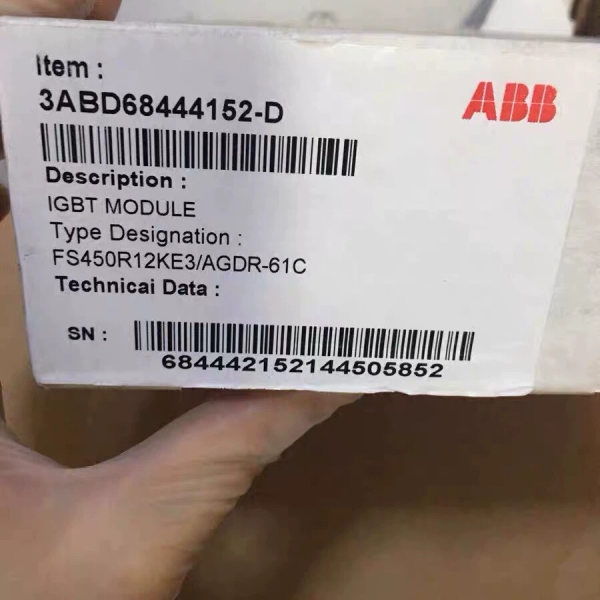 Item :
3ABD68444152-D
ABB
Description :
IGBT MODULE
Type Designation :
FS450R12KE3/AGDR-61C
Technicai Data :
SN :
684442152144505852